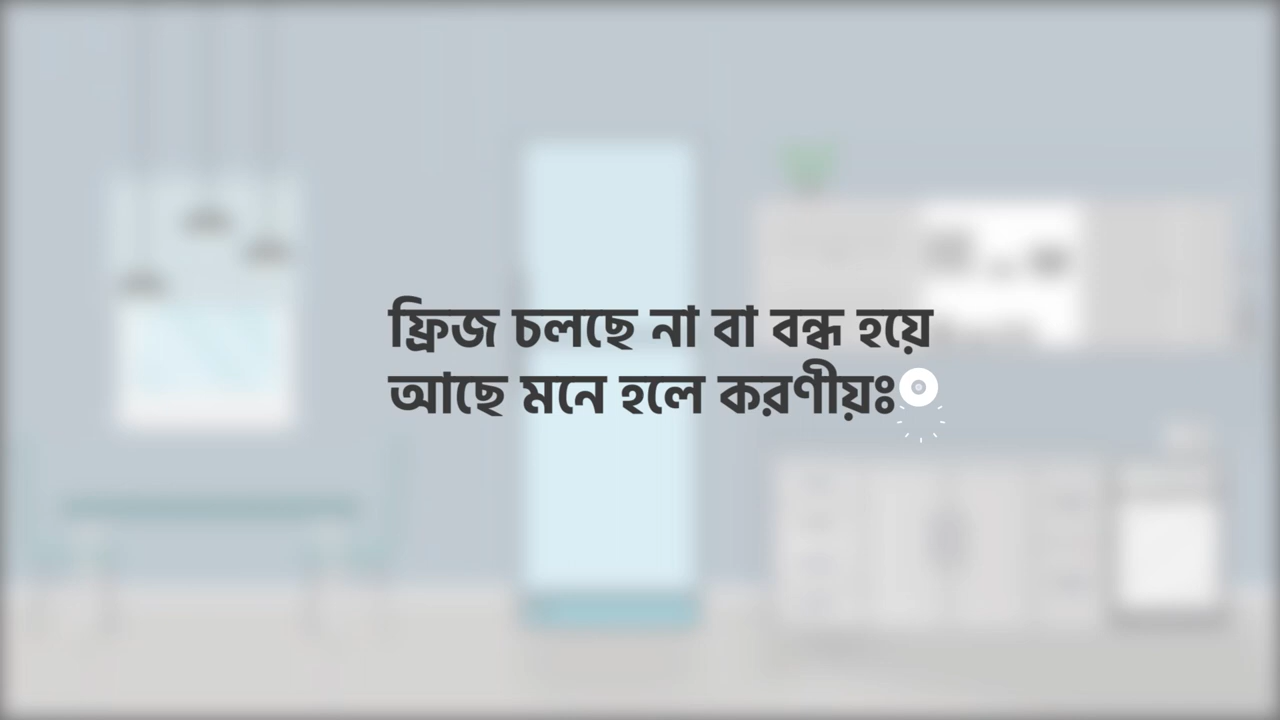 ফ্রিজ চলছে না বা বন্ধ হয়ে
আছে মনে হলে করণীয়ঃ